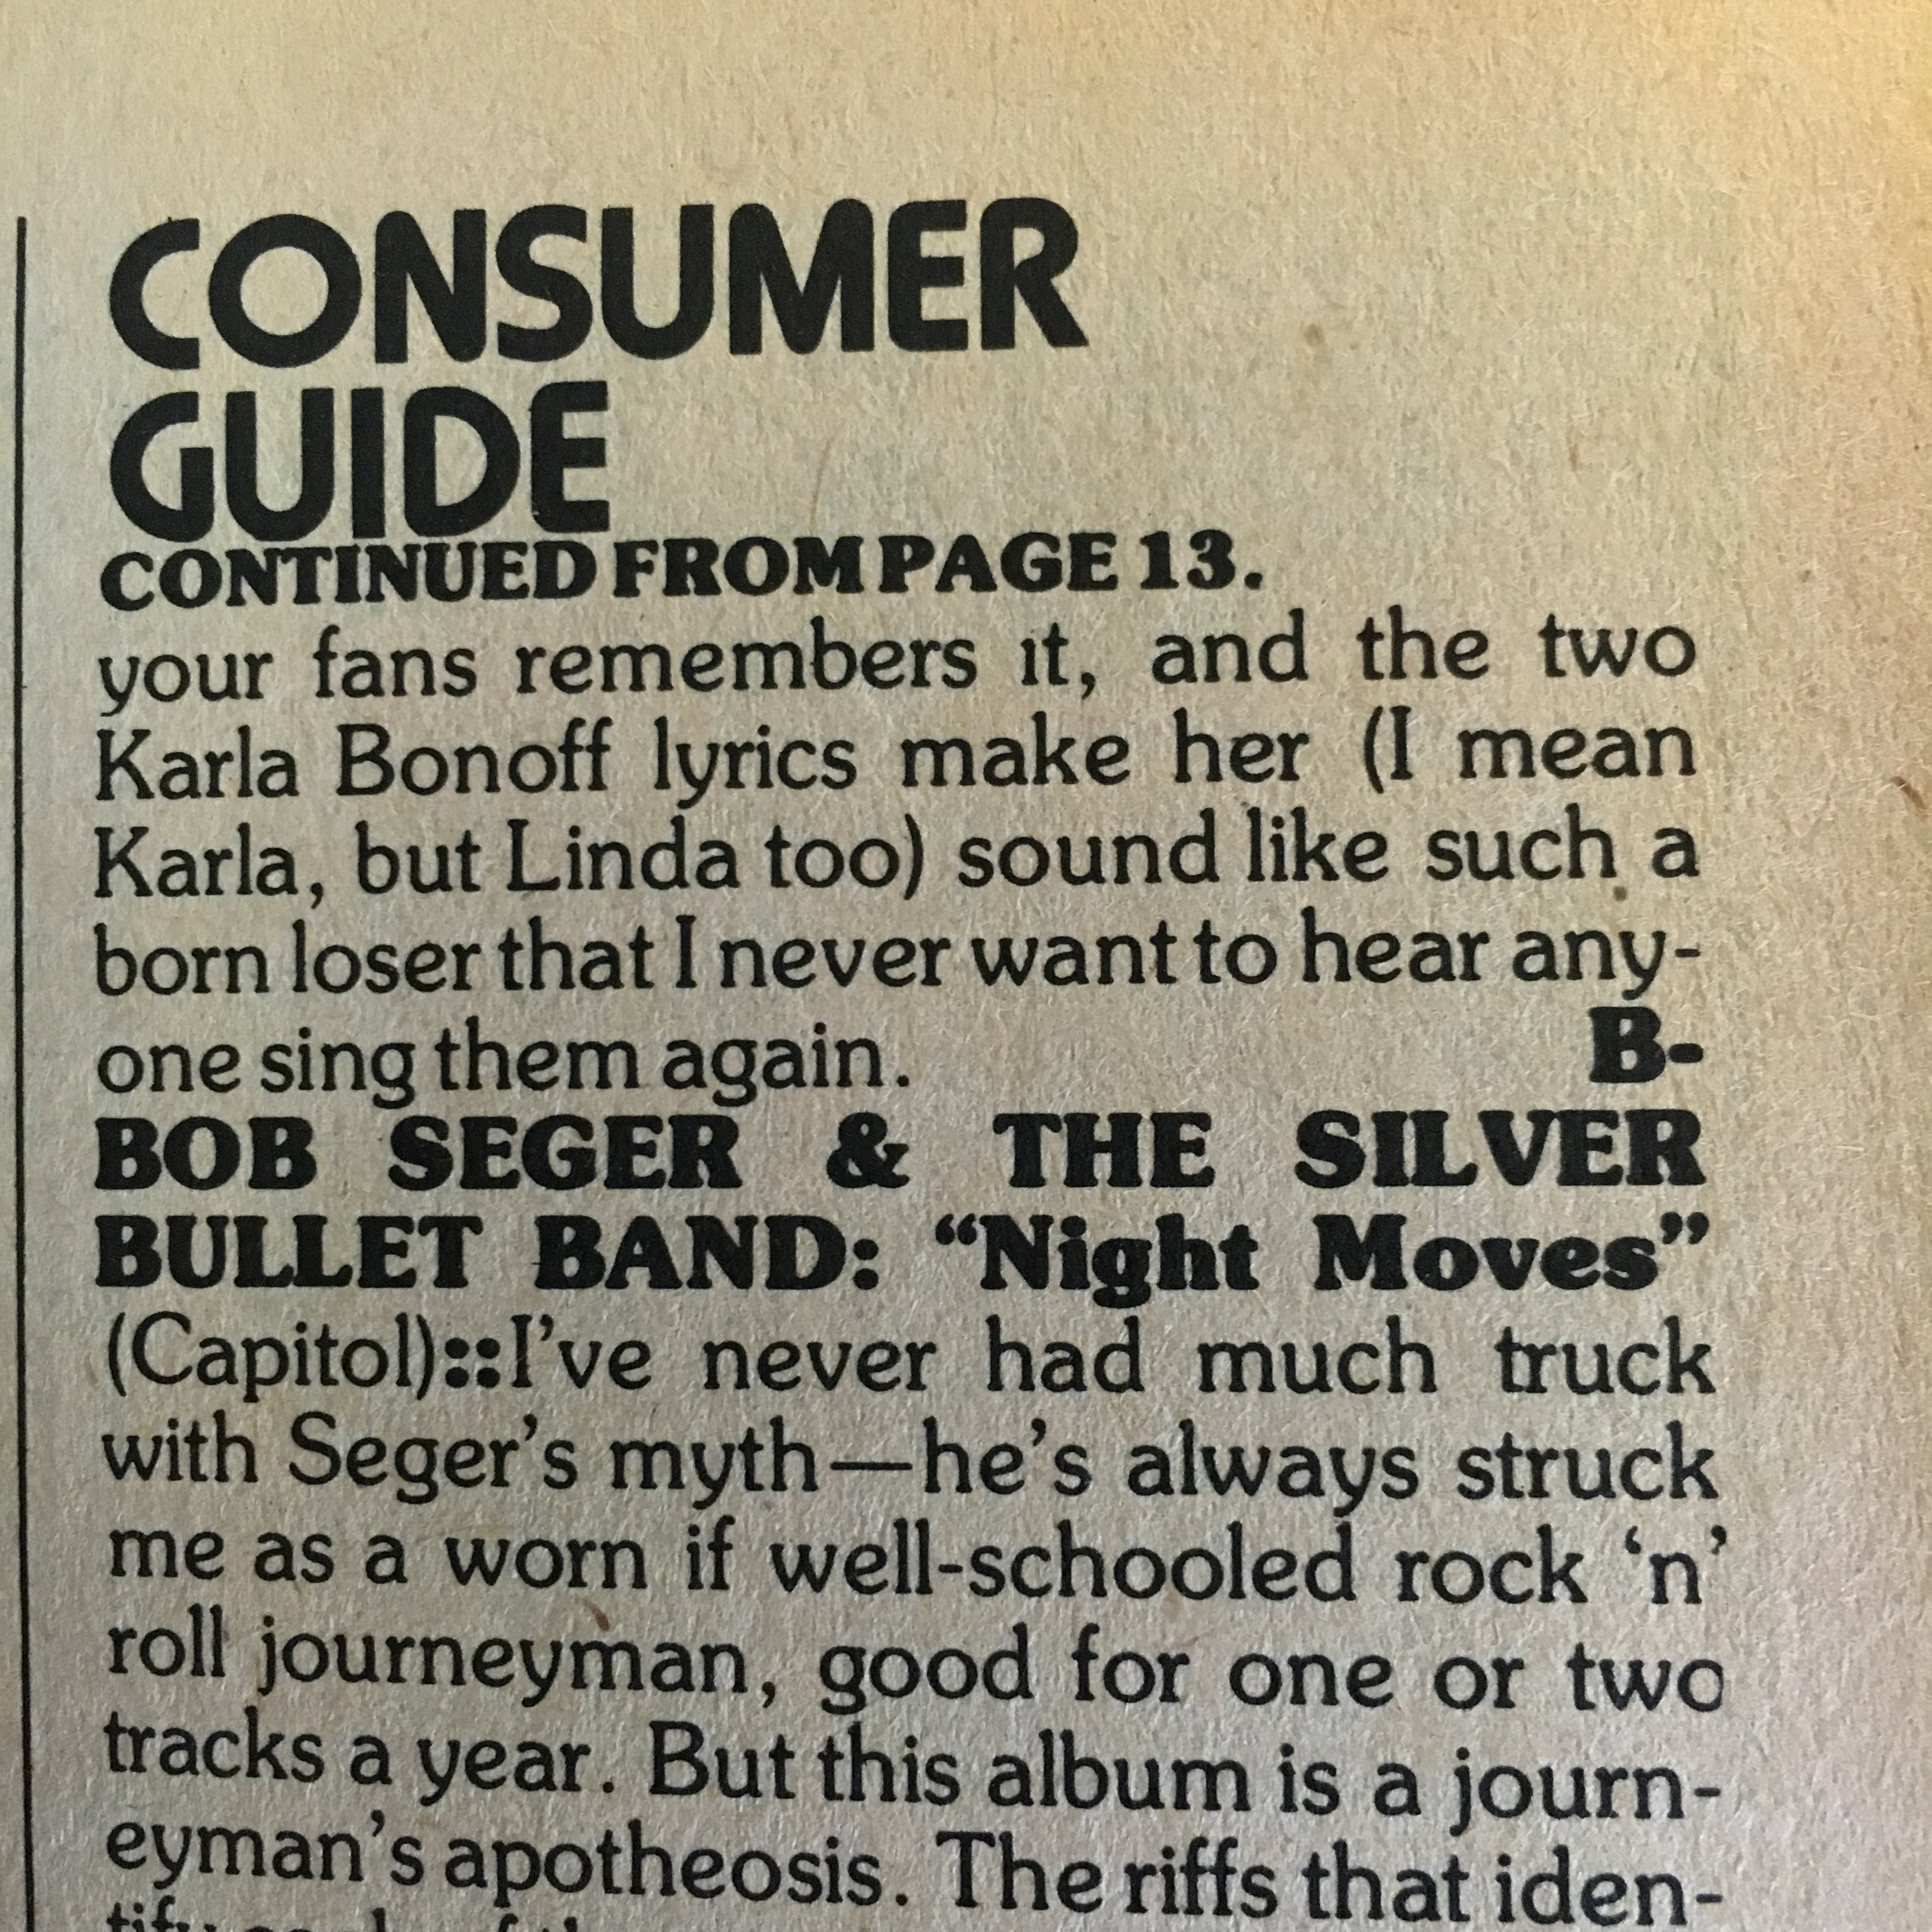 CONSUMER
GUIDE
CONTINUED FROM PAGE 13.
your fans remembers it, and the two
Karla Bonoff lyrics make her (I mean
Karla, but Linda too) sound like such a
born loser that I never want to hear any-
one sing them again. B-
BOB SEGER & THE SILVER
BULLET BAND: “Night Moves”
(Capitol)::I’ve never had much truck
with Seger’s myth—he’s always struck
me as a worn if well-schooled rock ‘n’
roll journeyman, good for one or two
tracks a year. But this album is a journ-
eyman’s apotheosis. The riffs that iden-